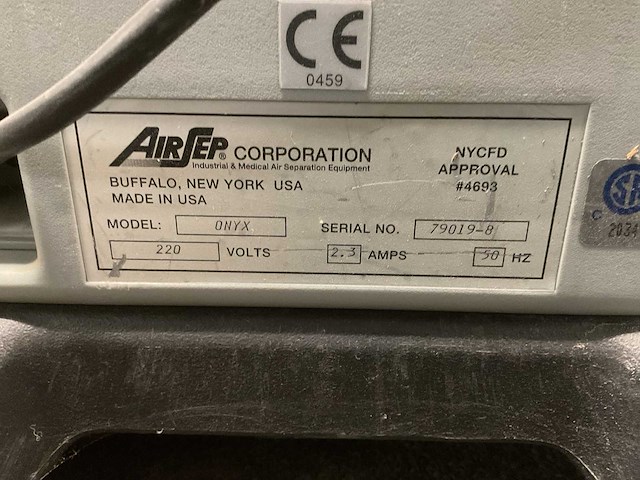 CE
0459
AIRSEP® CORPORATION
Industrial & Medical Air Separation Equipment
BUFFALO, NEW YORK USA
MADE IN USA
NYCFD
APPROVAL
#4693
MODEL: ONYX SERIAL NO. 79019-8
220 VOLTS 2.3 AMPS 50 HZ
C